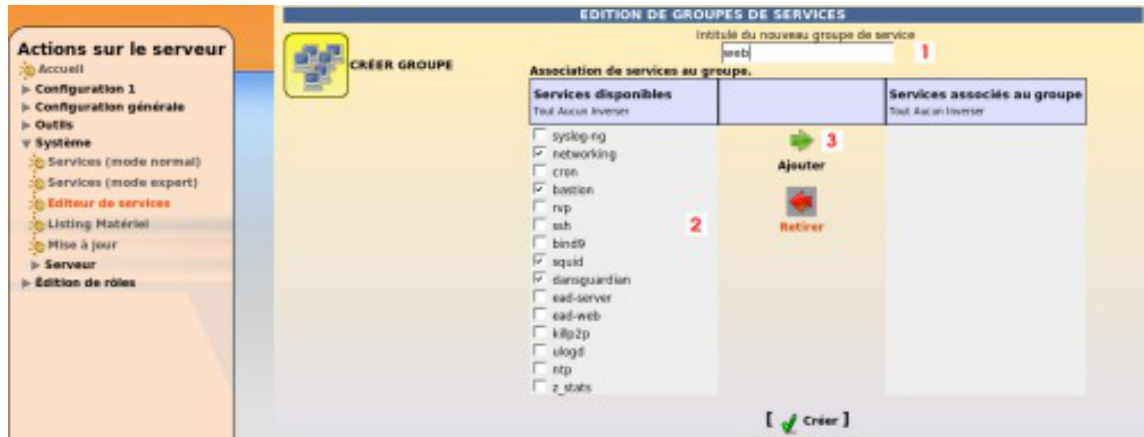 EDITION DE GROUPES DE SERVICES
Actions sur le serveur
Accueil
Configuration 1
Configuration générale
Outils
Système
Services (mode normal)
Services (mode expert)
Editeur de services
Listing Matériel
Mise à jour
Serveur
Édition de rôles
CRÉER GROUPE
Intitulé du nouveau groupe de service
web
1
Association de services au groupe.
Services disponibles
Tout Aucun Inverser
Services associés au groupe
Tout Aucun Inverser
syslog-ng
networking
cron
bastion
rvp
ssh
bind9
squid
dansguardian
ead-server
ead-web
killp2p
ulogd
ntp
z_stats
2
3
Ajouter
Retirer
[ Créer ]